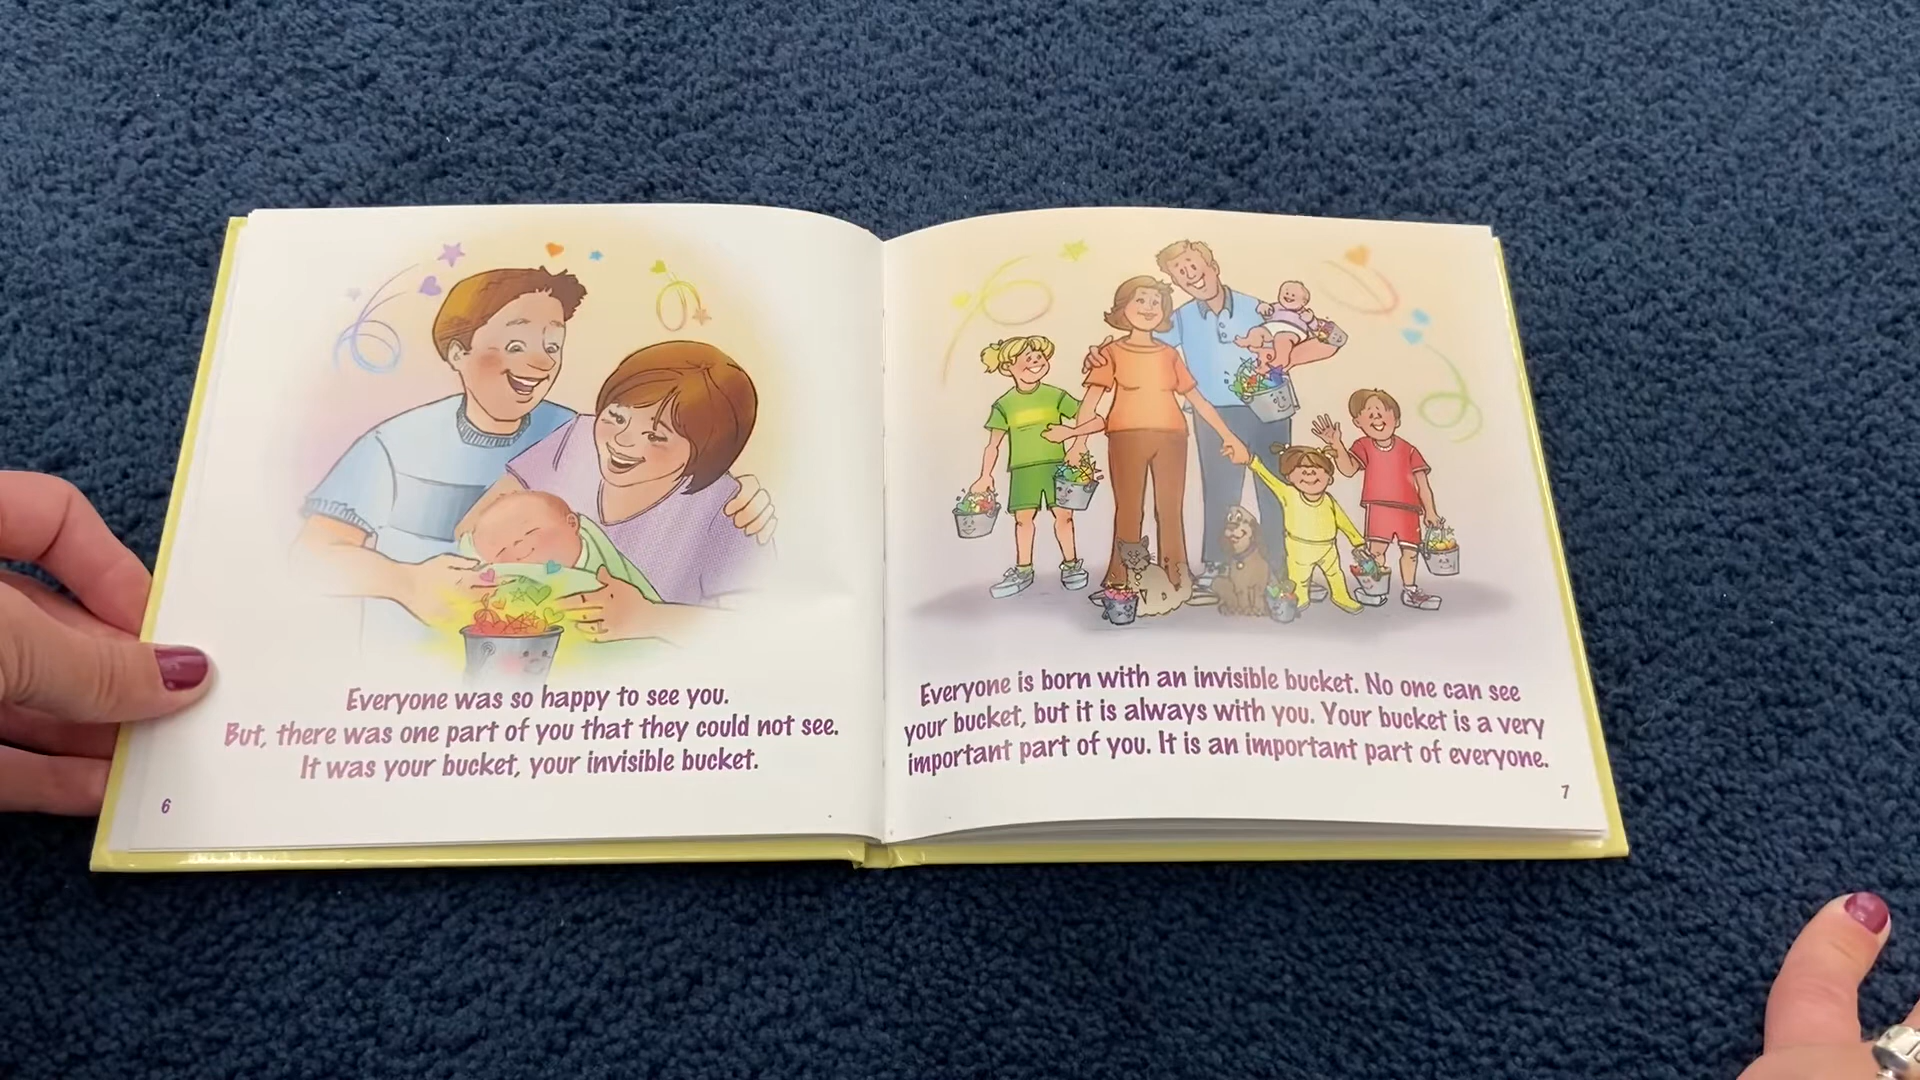 Everyone was so happy to see you.
But, there was one part of you that they could not see.
It was your bucket, your invisible bucket.
6
Everyone is born with an invisible bucket. No one can see
your bucket, but it is always with you. Your bucket is a very
important part of you. It is an important part of everyone.
7